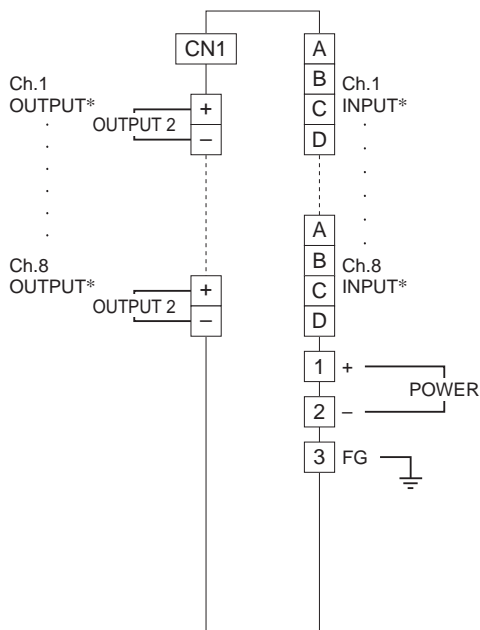 CN1
Ch.1
OUTPUT*
OUTPUT 2
+
–
Ch.8
OUTPUT*
OUTPUT 2
+
–
A
B
C
D
Ch.1
INPUT*
A
B
C
D
Ch.8
INPUT*
1 +
2 –
POWER
3 FG